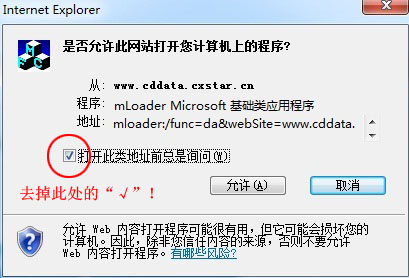 Internet Explorer
是否允许此网站打开您计算机上的程序?
从: www.cddata.cxstar.cn
程序: mLoader Microsoft 基础类应用程序
地址: mloader:/func=da&webSite=www.cddata.
打开此类地址前总是询问(W)
去掉此处的“√”!
允许(A) 取消
允许 Web 内容打开程序可能很有用,但它可能会损坏您的
计算机。因此,除非您信任内容的来源,否则不要允许
Web 内容打开程序。有哪些风险?